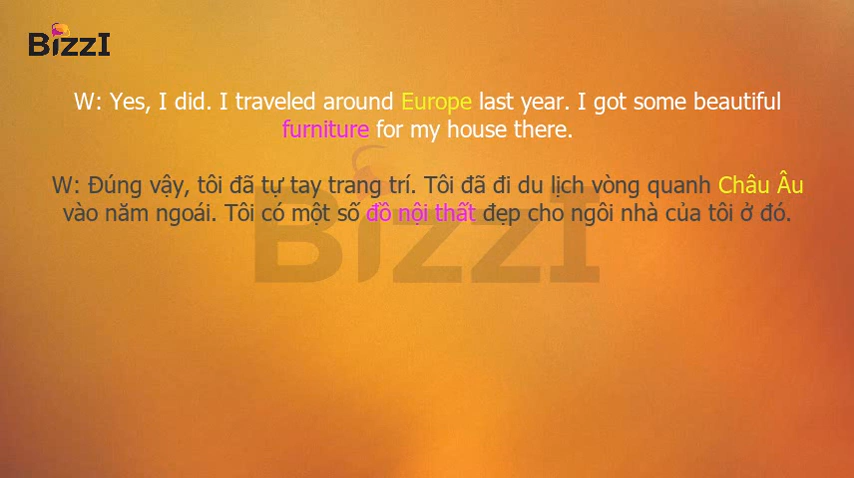 BizzI
W: Yes, I did. I traveled around Europe last year. I got some beautiful
furniture for my house there.
W: Đúng vậy, tôi đã tự tay trang trí. Tôi đã đi du lịch vòng quanh Châu Âu
vào năm ngoái. Tôi có một số đồ nội thất đẹp cho ngôi nhà của tôi ở đó.
BizzI